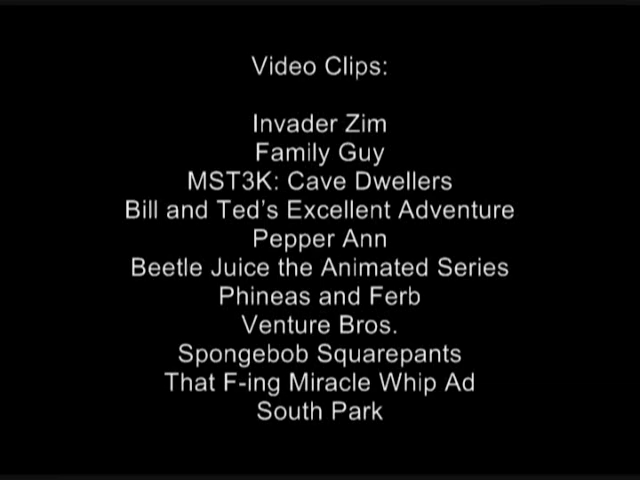 Video Clips:
Invader Zim
Family Guy
MST3K: Cave Dwellers
Bill and Ted's Excellent Adventure
Pepper Ann
Beetle Juice the Animated Series
Phineas and Ferb
Venture Bros.
Spongebob Squarepants
That F-ing Miracle Whip Ad
South Park